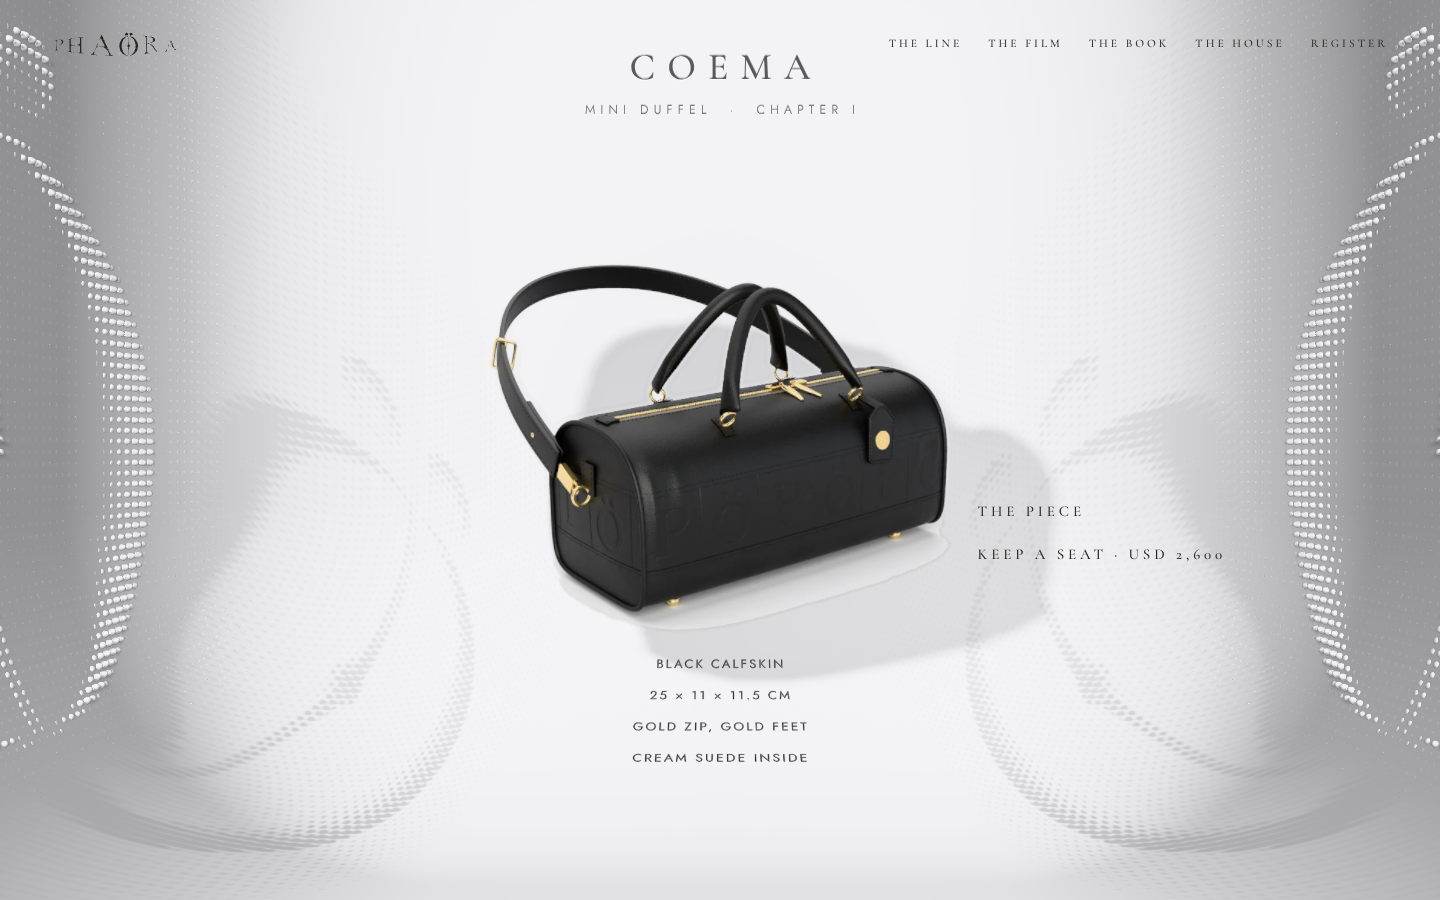 PHAÖRA
THE LINE THE FILM THE BOOK THE HOUSE REGISTER
COEMA
MINI DUFFEL · CHAPTER I
THE PIECE
KEEP A SEAT · USD 2,600
BLACK CALFSKIN
25 × 11 × 11.5 CM
GOLD ZIP, GOLD FEET
CREAM SUEDE INSIDE